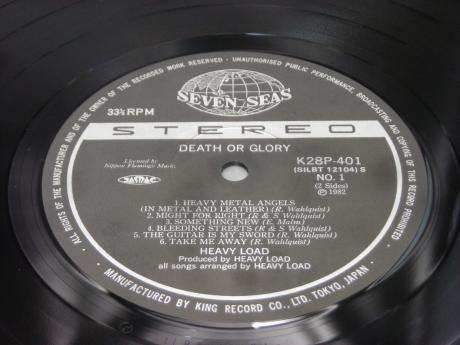 ALL RIGHTS OF THE MANUFACTURER AND OF THE OWNER OF THE RECORDED WORK RESERVED · UNAUTHORISED PUBLIC PERFORMANCE, BROADCASTING AND COPYING OF THIS RECORD PROHIBITED
SEVEN SEAS
33⅓RPM
STEREO
DEATH OR GLORY
Licensed by
Nippon Flamingo Music.
JASRAC
K28P-401
(SILBT 12104) S
NO. 1
(2 Sides)
℗ 1982
1. HEAVY METAL ANGELS
(IN METAL AND LEATHER) (R. Wahlquist)
2. MIGHT FOR RIGHT (R & S Wahlquist)
3. SOMETHING NEW (E. Malm)
4. BLEEDING STREETS (R & S Wahlquist)
5. THE GUITAR IS MY SWORD (R. Wahlquist)
6. TAKE ME AWAY (R. Wahlquist)
HEAVY LOAD
Produced by HEAVY LOAD
all songs arranged by HEAVY LOAD
MANUFACTURED BY KING RECORD CO., LTD. TOKYO, JAPAN